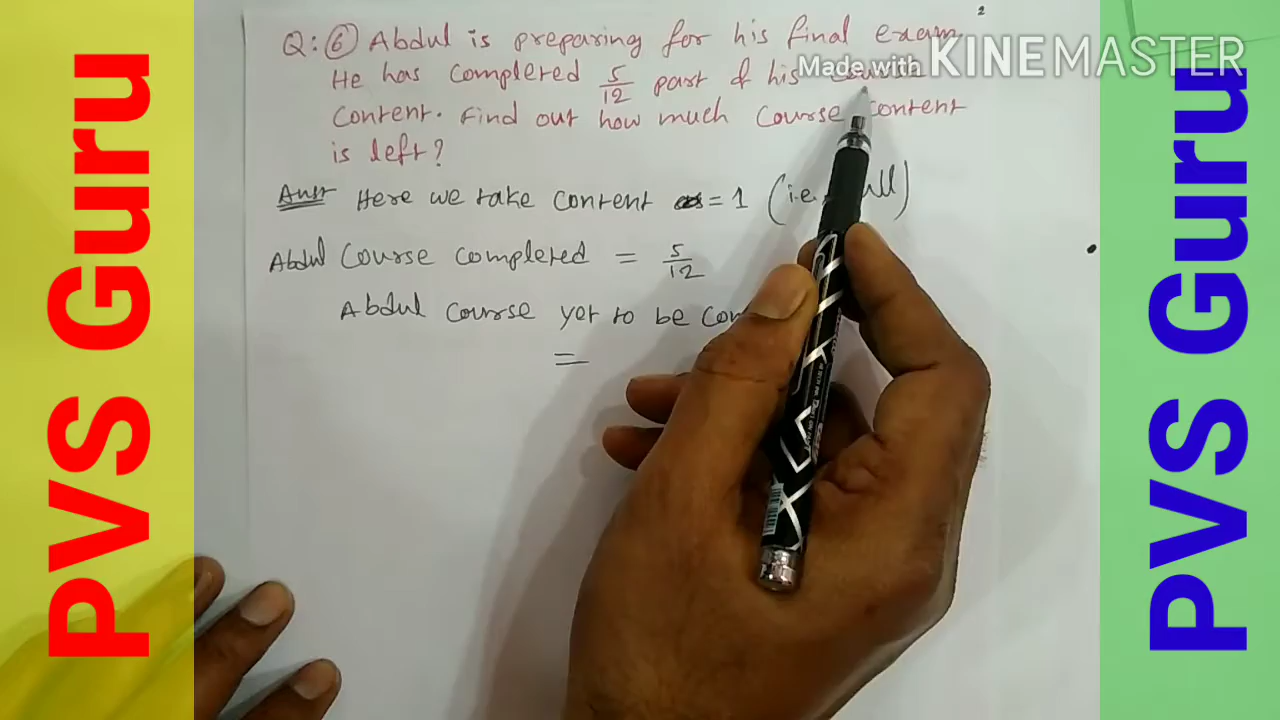 2
Q: 6 Abdul is preparing for his final exam.
Made with KINEMASTER
He has completed 5/12 part of his
content. Find out how much course content
is left?
Ans Here we take content = 1 (i.e.
Abdul course completed = 5/12
Abdul course yet to be
=
PVS Guru
PVS Guru